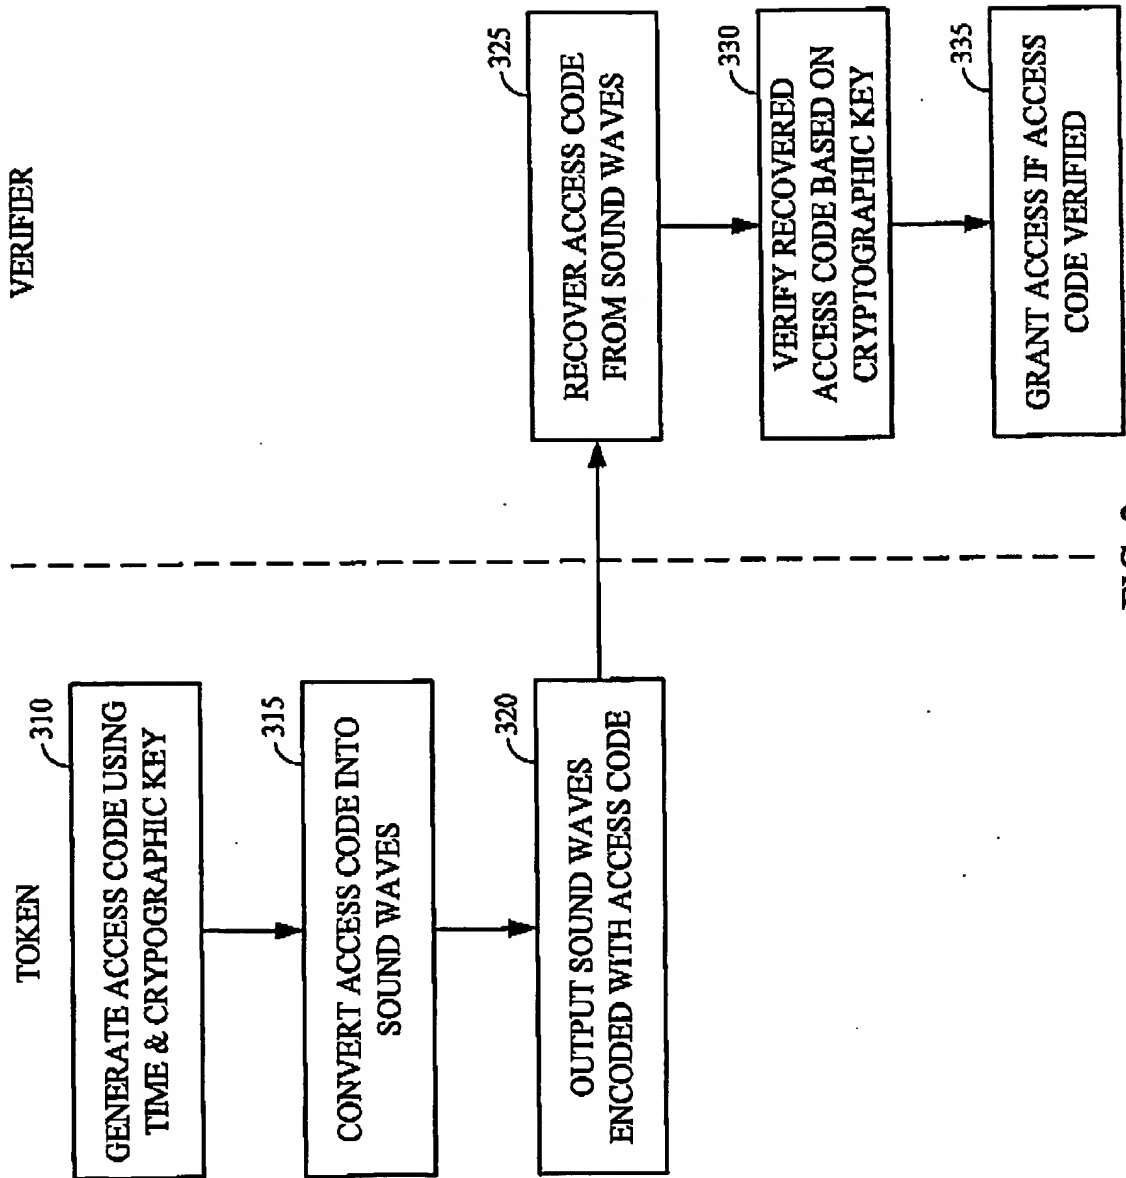 TOKEN
310
GENERATE ACCESS CODE USING
TIME & CRYPOGRAPHIC KEY
315
CONVERT ACCESS CODE INTO
SOUND WAVES
320
OUTPUT SOUND WAVES
ENCODED WITH ACCESS CODE
VERIFIER
325
RECOVER ACCESS CODE
FROM SOUND WAVES
330
VERIFY RECOVERED
ACCESS CODE BASED ON
CRYPTOGRAPHIC KEY
335
GRANT ACCESS IF ACCESS
CODE VERIFIED